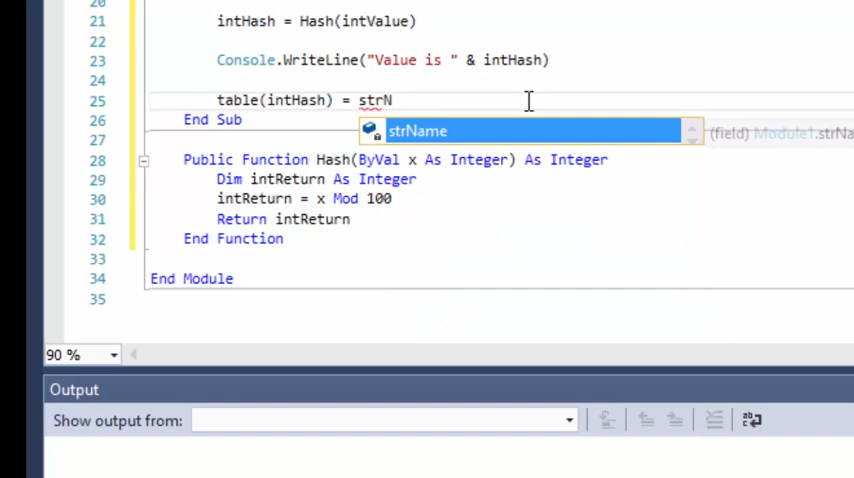 20
21 intHash = Hash(intValue)
22
23 Console.WriteLine("Value is " & intHash)
24
25 table(intHash) = strN
26 End Sub
strName
(field) Module1.strNa
27
28 Public Function Hash(ByVal x As Integer) As Integer
29 Dim intReturn As Integer
30 intReturn = x Mod 100
31 Return intReturn
32 End Function
33
34 End Module
35
90 %
Output
Show output from: